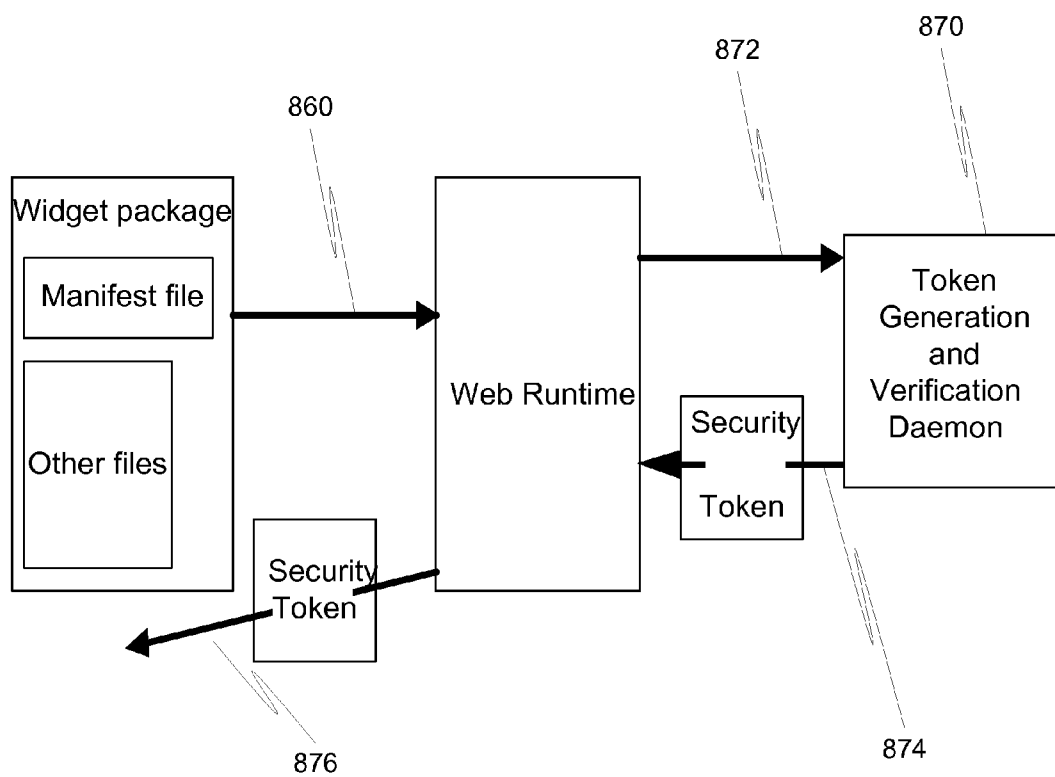 870
872
860
Widget package
Manifest file
Other files
Web Runtime
Token
Generation
and
Verification
Daemon
Security
Token
Security
Token
876
874